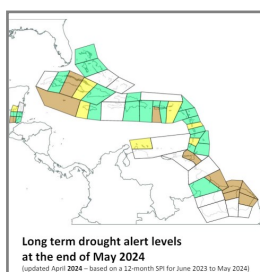 Long term drought alert levels
at the end of May 2024
(updated April 2024 – based on a 12-month SPI for June 2023 to May 2024)